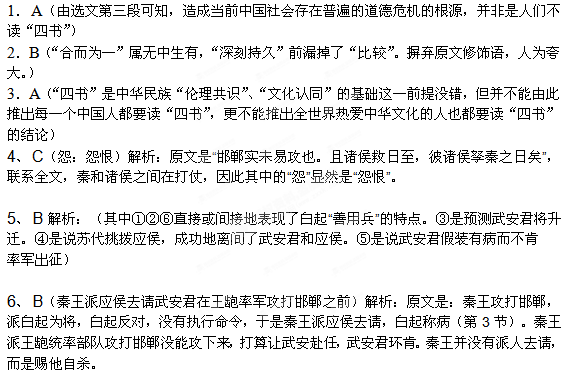 1．A（由选文第三段可知，造成当前中国社会存在普遍的道德危机的根源，并非是人们不
读“四书”）
2．B（“合而为一”属无中生有，“深刻持久”前漏掉了“比较”。摒弃原文修饰语，人为夸
大。）
3．A（“四书”是中华民族“伦理共识”、“文化认同”的基础这一前提没错，但并不能由此
推出每一个中国人都要读“四书”，更不能推出全世界热爱中华文化的人也都要读“四书”
的结论）
4、C（怨：怨恨）解析：原文是“邯郸实未易攻也。且诸侯救日至，彼诸侯怨秦之日矣”，
联系全文，秦和诸侯之间在打仗，因此其中的“怨”显然是“怨恨”。
5、B 解析：（其中①②⑥直接或间接地表现了白起“善用兵”的特点。③是预测武安君将升
迁。④是说苏代挑拨应侯，成功地离间了武安君和应侯。⑤是说武安君假装有病而不肯
率军出征）
6、B（秦王派应侯去请武安君在王龁率军攻打邯郸之前）解析：原文是：秦王攻打邯郸，
派白起为将，白起反对，没有执行命令，于是秦王派应侯去请，白起称病（第 3 节）。秦王
派王龁统率部队攻打邯郸没能攻下来，打算让武安赴任，武安君环肯。秦王并没有派人去请，
而是赐他自杀。